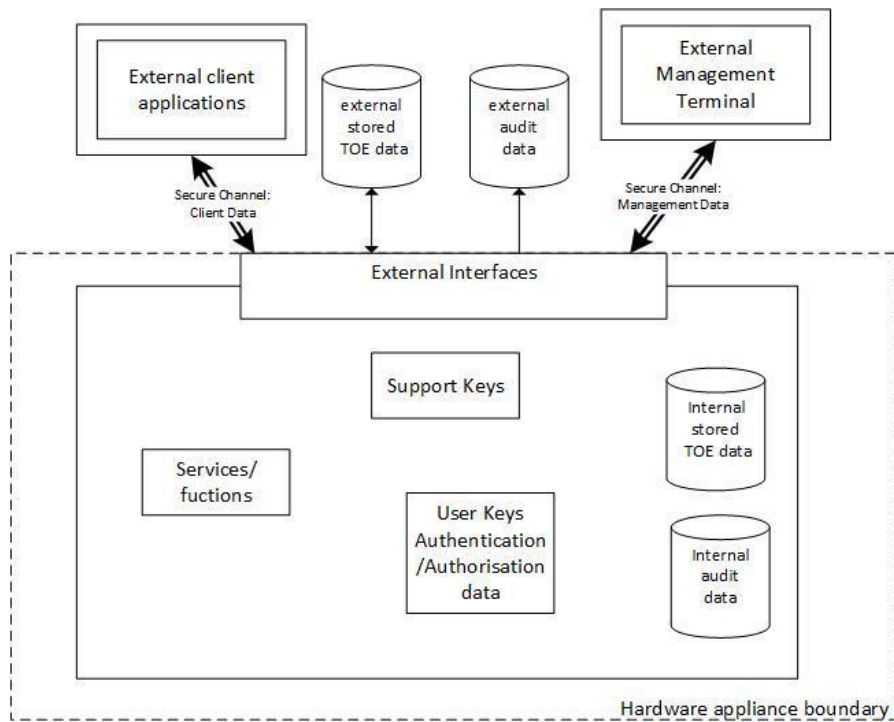 External client
applications
external
stored
TOE data
external
audit
data
External
Management
Terminal
Secure Channel:
Client Data
Secure Channel:
Management Data
External Interfaces
Support Keys
Internal
stored
TOE data
Services/
fuctions
User Keys
Authentication
/Authorisation
data
Internal
audit
data
Hardware appliance boundary